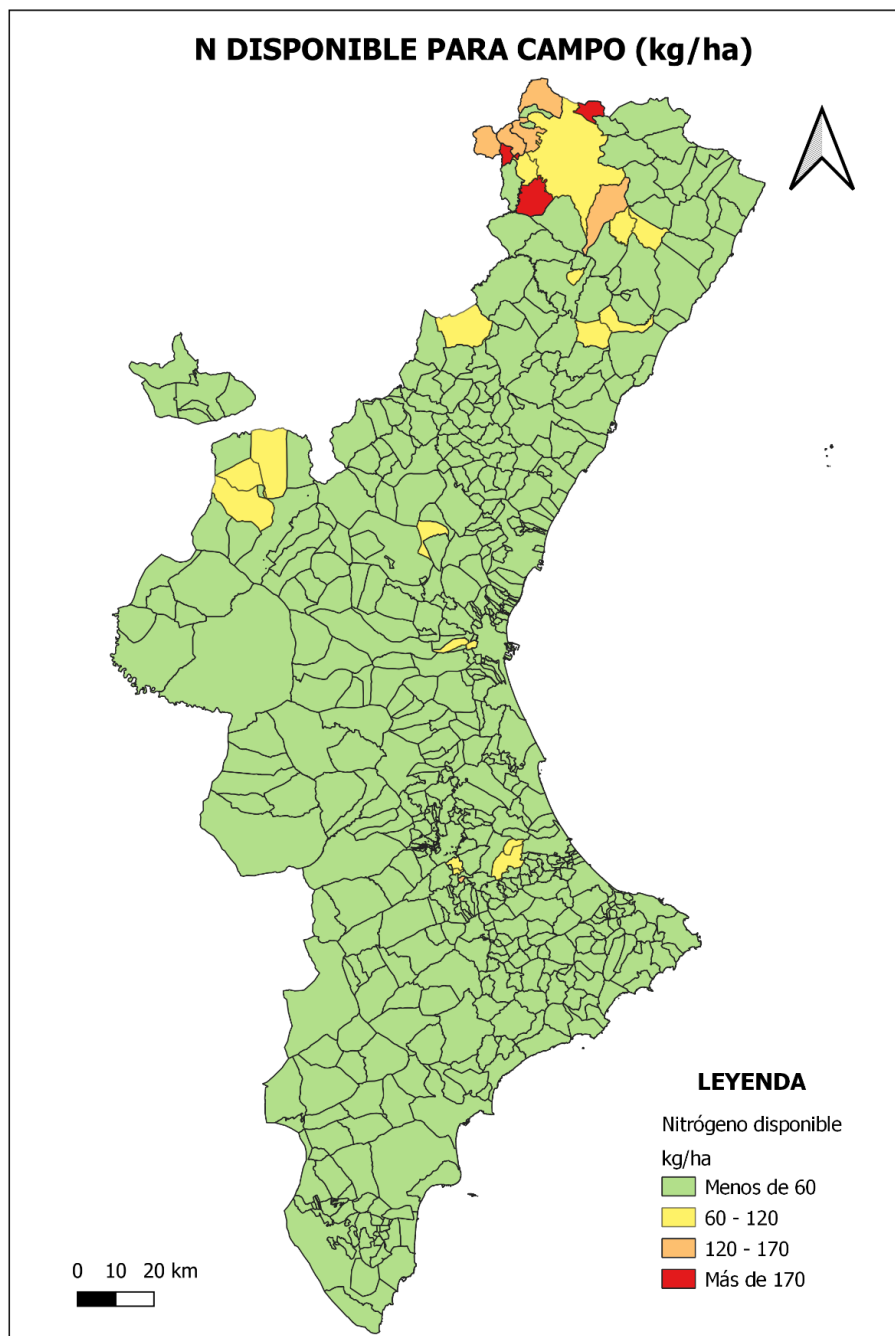 N DISPONIBLE PARA CAMPO (kg/ha)
LEYENDA
Nitrógeno disponible
kg/ha
Menos de 60
60 - 120
120 - 170
Más de 170
0 10 20 km